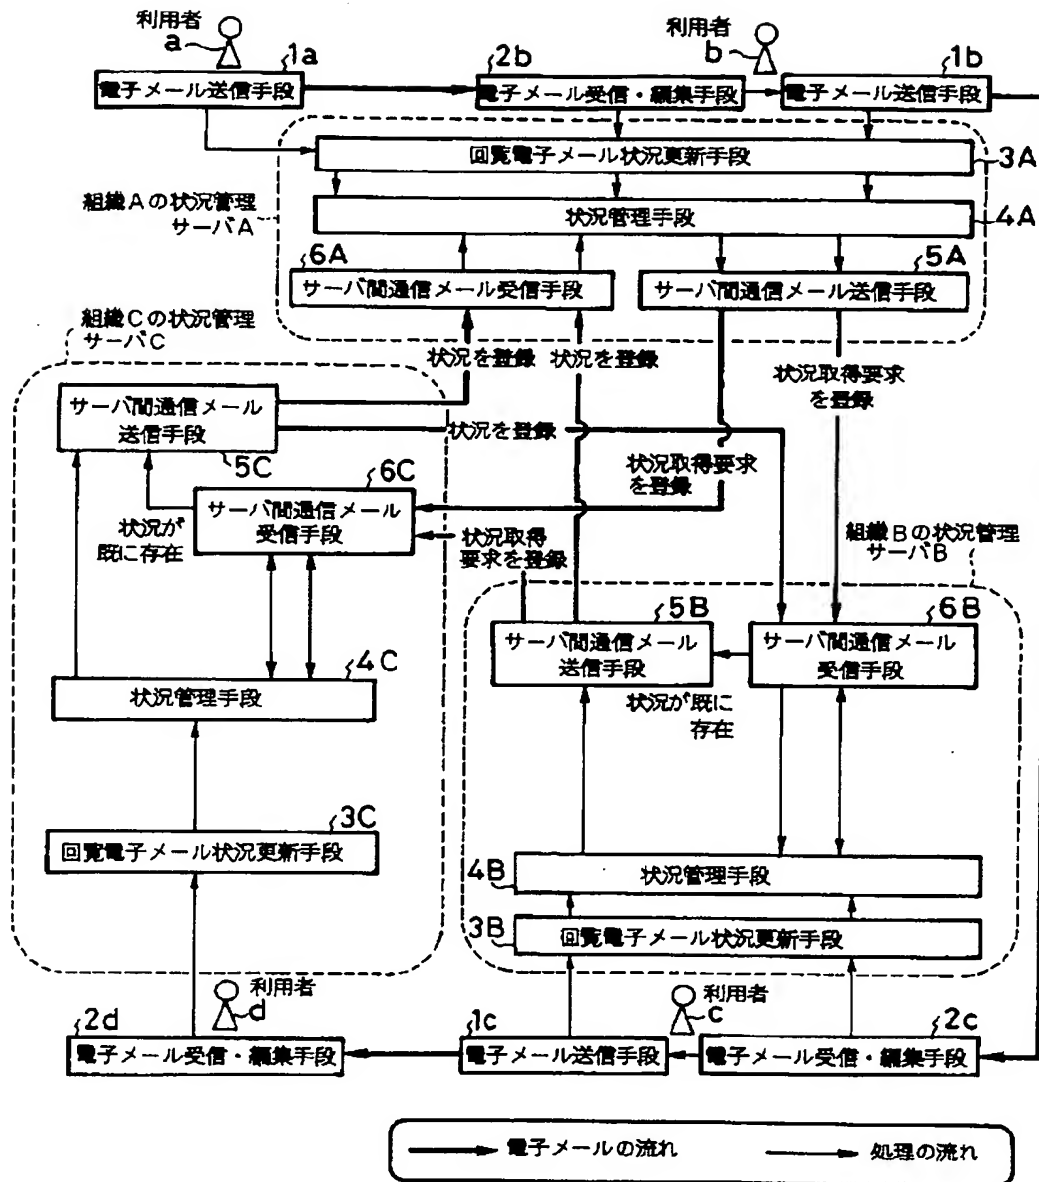 利用者
a
1a
電子メール送信手段
2b
電子メール受信・編集手段
利用者
b
1b
電子メール送信手段
回覧電子メール状況更新手段
3A
組織Aの状況管理
サーバA
状況管理手段
4A
6A
サーバ間通信メール受信手段
5A
サーバ間通信メール送信手段
組織Cの状況管理
サーバC
状況を登録
状況を登録
状況取得要求
を登録
サーバ間通信メール
送信手段
5C
状況を登録
状況取得要求
を登録
6C
サーバ間通信メール
受信手段
状況が
既に存在
状況取得
要求を登録
組織Bの状況管理
サーバB
5B
サーバ間通信メール
送信手段
6B
サーバ間通信メール
受信手段
状況が既に
存在
4C
状況管理手段
3C
回覧電子メール状況更新手段
4B
状況管理手段
3B
回覧電子メール状況更新手段
利用者
d
2d
電子メール受信・編集手段
1c
電子メール送信手段
利用者
c
2c
電子メール受信・編集手段
電子メールの流れ
処理の流れ